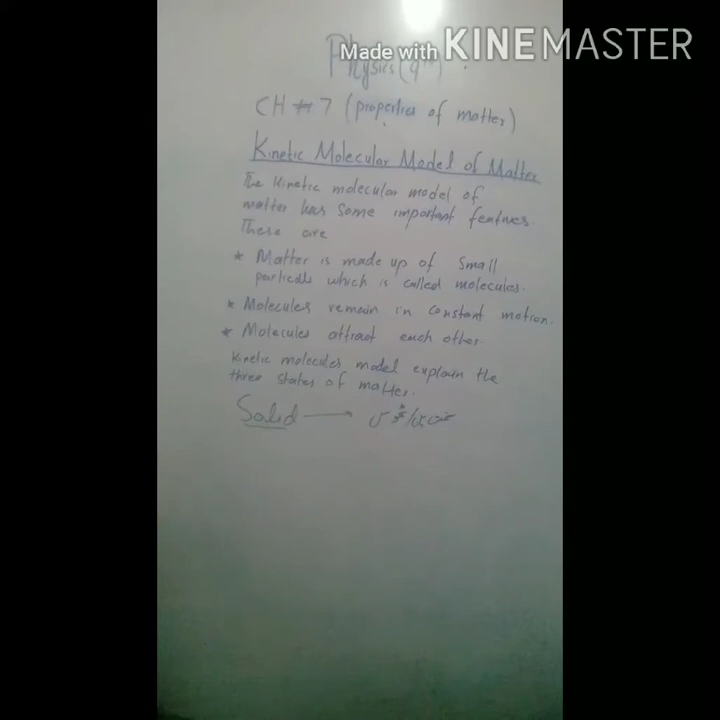 Made with KINEMASTER
Physics (9th)
CH # 7 (properties of matter)
Kinetic Molecular Model of Matter
The kinetic molecular model of
matter has some important featrues.
These are
* Matter is made up of small
particals which is called molecules.
* Molecules remain in constant motion.
* Molecules attract each other.
Kinetic molecules model explain the
three states of matter.
Solid →